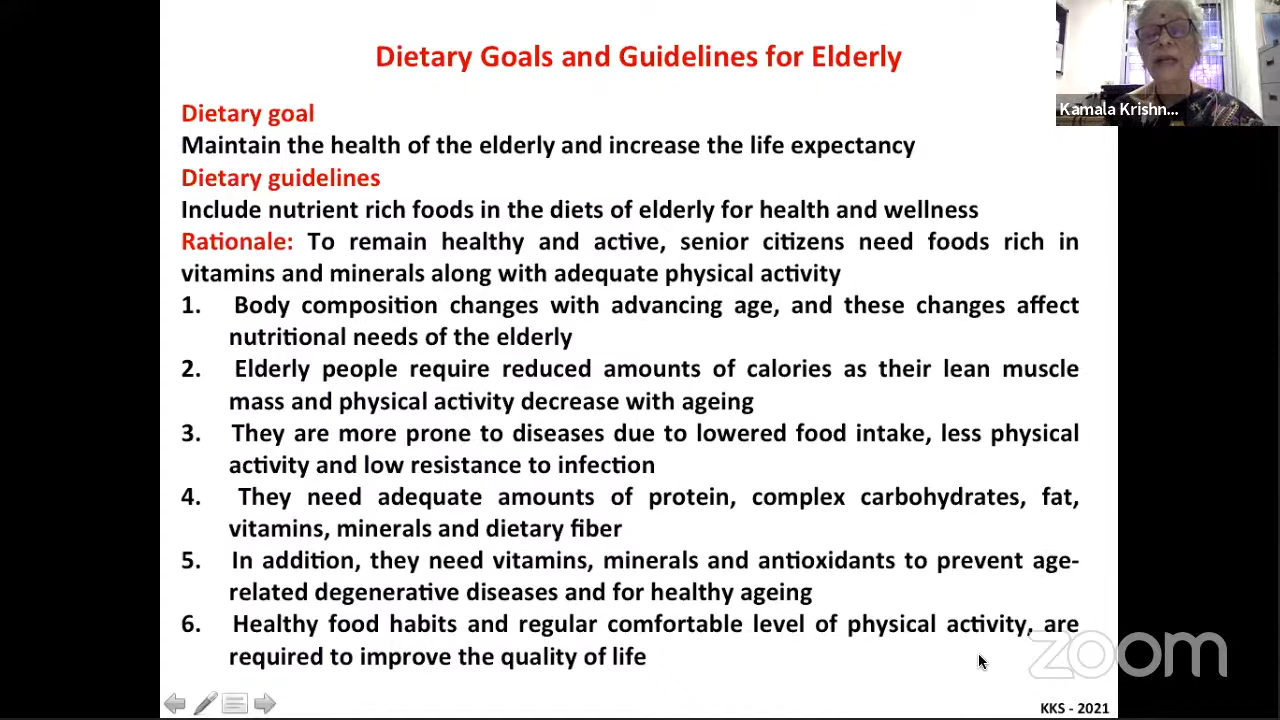 Dietary Goals and Guidelines for Elderly
Kamala Krishn...
Dietary goal
Maintain the health of the elderly and increase the life expectancy
Dietary guidelines
Include nutrient rich foods in the diets of elderly for health and wellness
Rationale: To remain healthy and active, senior citizens need foods rich in
vitamins and minerals along with adequate physical activity
1. Body composition changes with advancing age, and these changes affect
nutritional needs of the elderly
2. Elderly people require reduced amounts of calories as their lean muscle
mass and physical activity decrease with ageing
3. They are more prone to diseases due to lowered food intake, less physical
activity and low resistance to infection
4. They need adequate amounts of protein, complex carbohydrates, fat,
vitamins, minerals and dietary fiber
5. In addition, they need vitamins, minerals and antioxidants to prevent age-
related degenerative diseases and for healthy ageing
6. Healthy food habits and regular comfortable level of physical activity, are
required to improve the quality of life
zoom
KKS - 2021